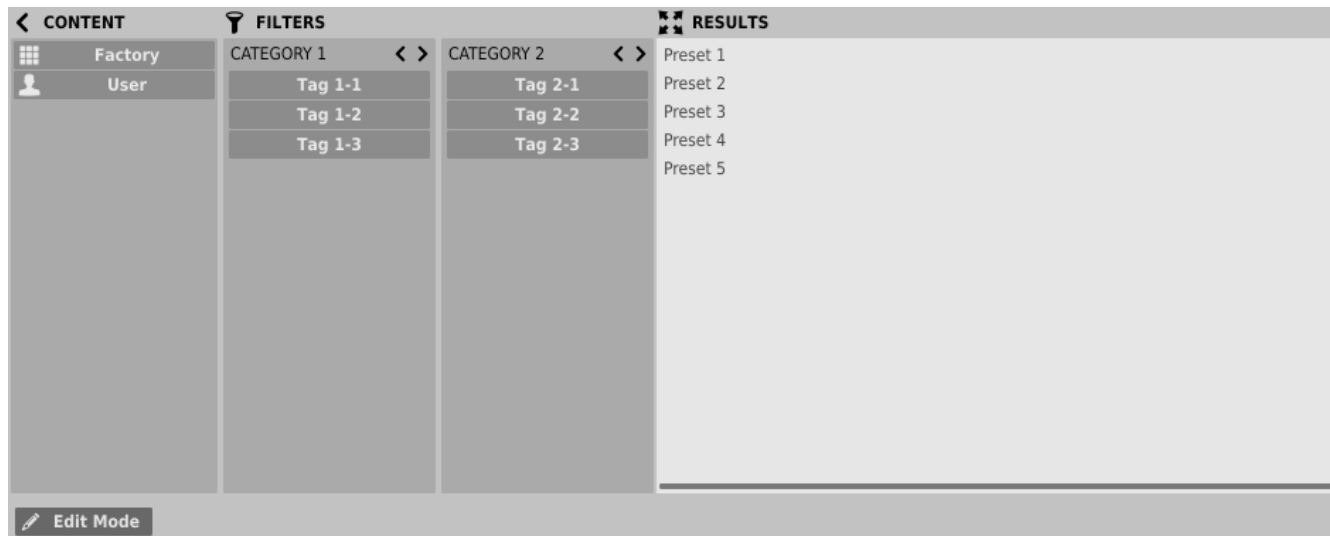 CONTENT
Factory
User
FILTERS
CATEGORY 1
Tag 1-1
Tag 1-2
Tag 1-3
CATEGORY 2
Tag 2-1
Tag 2-2
Tag 2-3
RESULTS
Preset 1
Preset 2
Preset 3
Preset 4
Preset 5
Edit Mode